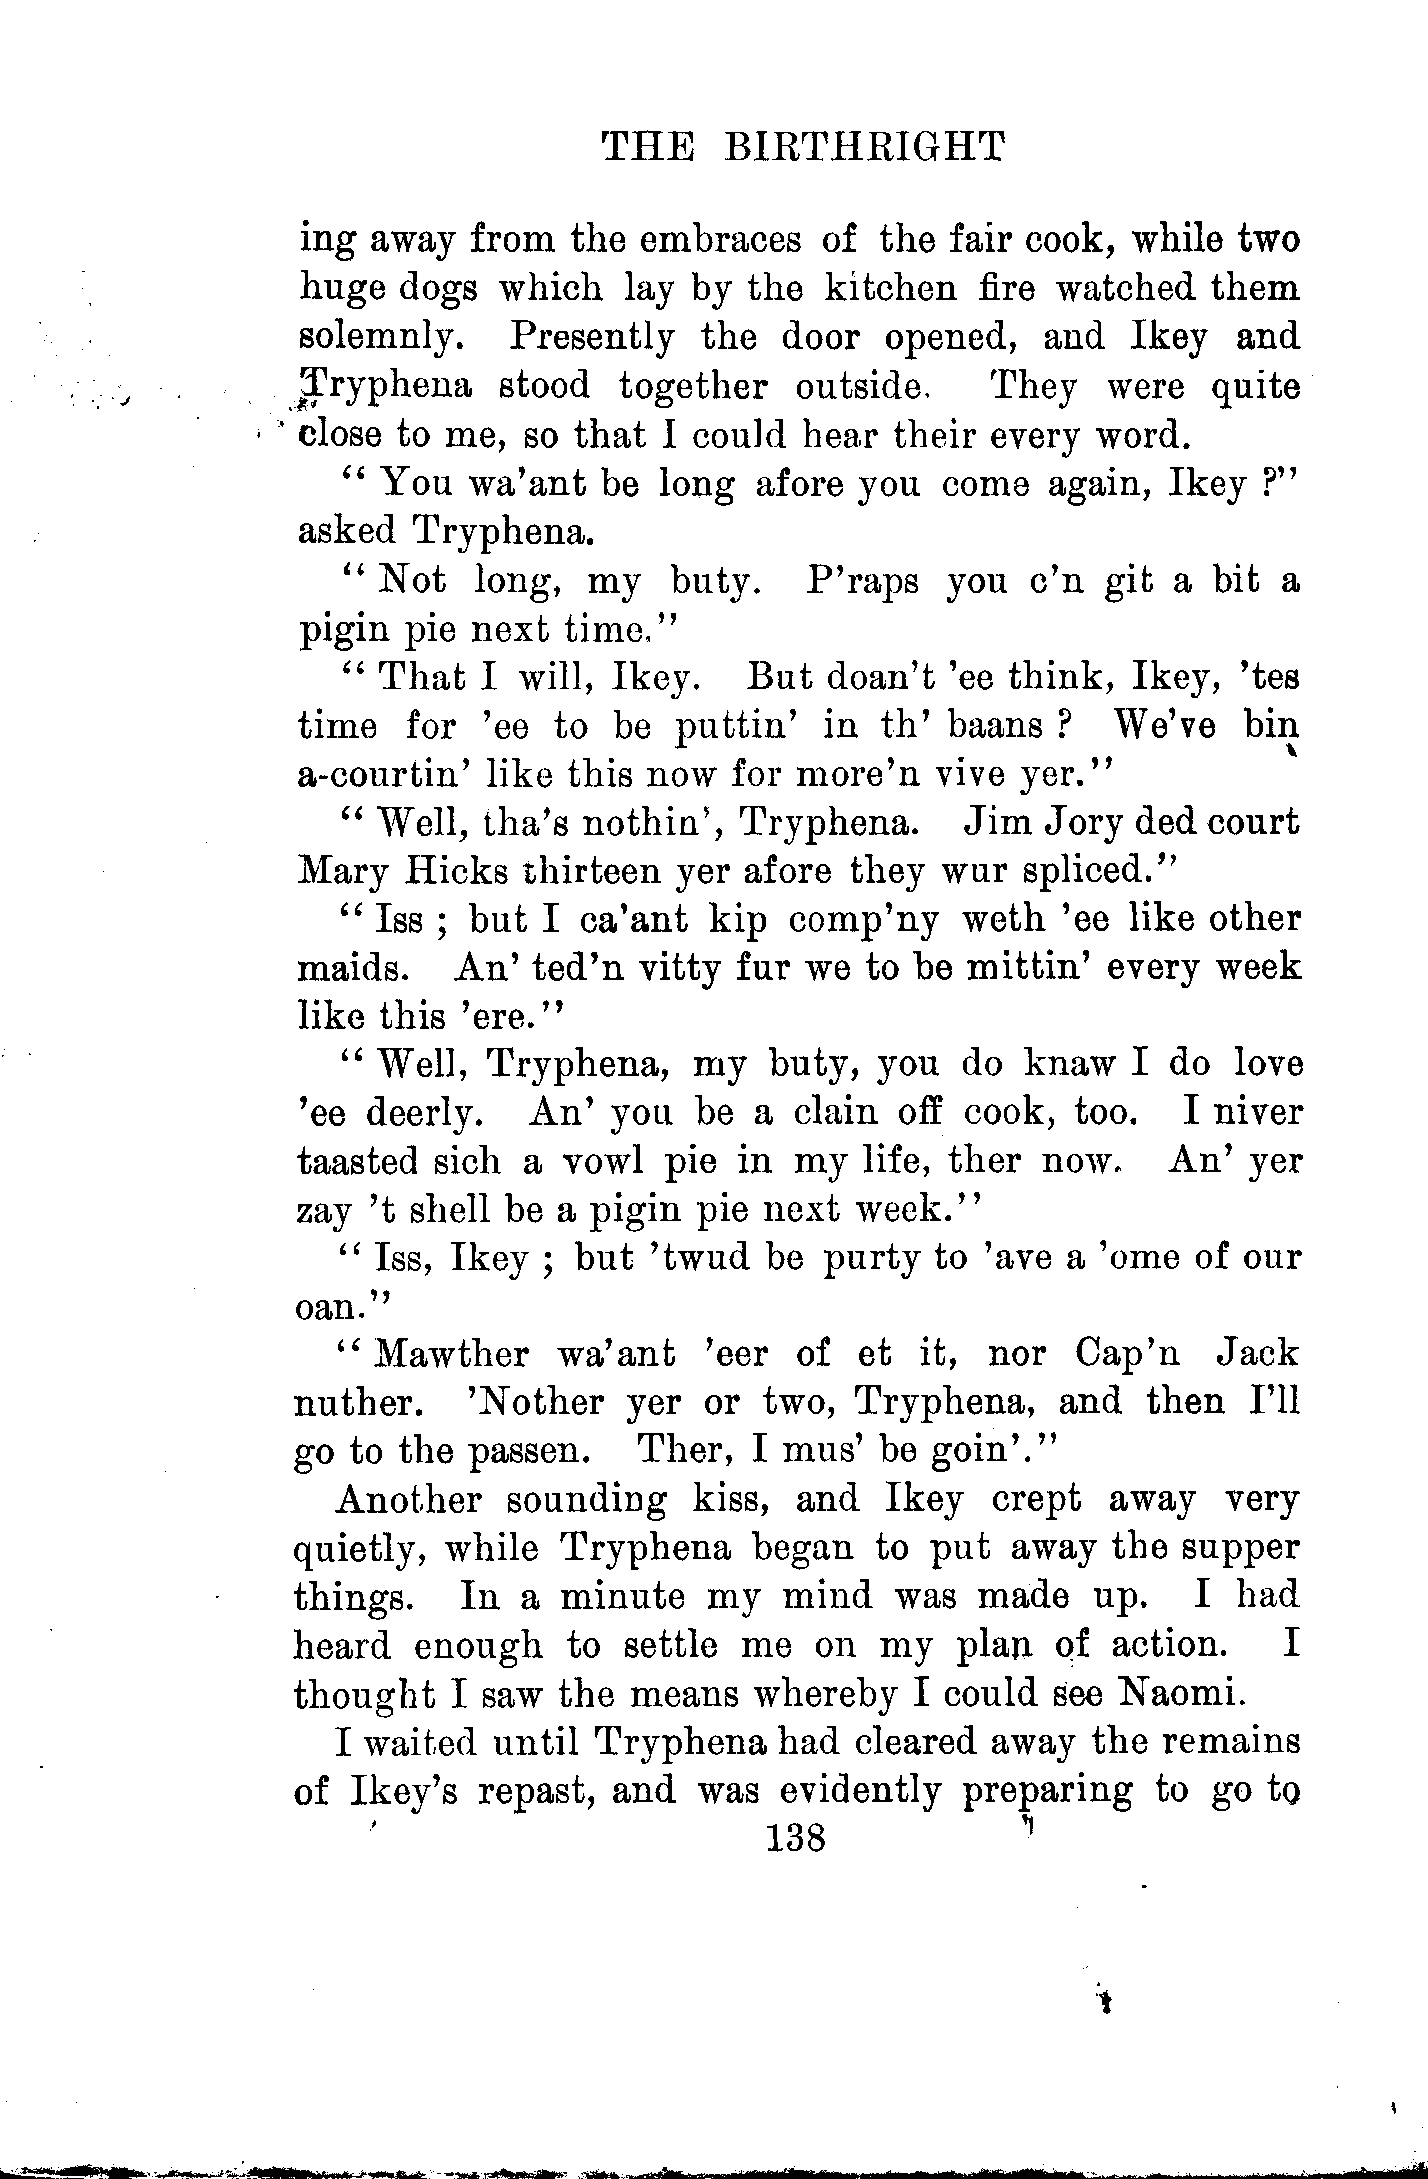 THE BIRTHRIGHT
ing away from the embraces of the fair cook, while two
huge dogs which lay by the kitchen fire watched them
solemnly. Presently the door opened, and Ikey and
Tryphena stood together outside. They were quite
close to me, so that I could hear their every word.
“ You wa’ant be long afore you come again, Ikey ?”
asked Tryphena.
“ Not long, my buty. P’raps you c’n git a bit a
pigin pie next time.”
“ That I will, Ikey. But doan’t ’ee think, Ikey, ’tes
time for ’ee to be puttin’ in th’ baans ? We’ve bin
a-courtin’ like this now for more’n vive yer.”
“ Well, tha’s nothin’, Tryphena. Jim Jory ded court
Mary Hicks thirteen yer afore they wur spliced.”
“ Iss ; but I ca’ant kip comp’ny weth ’ee like other
maids. An’ ted’n vitty fur we to be mittin’ every week
like this ’ere.”
“ Well, Tryphena, my buty, you do knaw I do love
’ee deerly. An’ you be a clain off cook, too. I niver
taasted sich a vowl pie in my life, ther now. An’ yer
zay ’t shell be a pigin pie next week.”
“ Iss, Ikey ; but ’twud be purty to ’ave a ’ome of our
oan.”
“ Mawther wa’ant ’eer of et it, nor Cap’n Jack
nuther. ’Nother yer or two, Tryphena, and then I’ll
go to the passen. Ther, I mus’ be goin’.”
Another sounding kiss, and Ikey crept away very
quietly, while Tryphena began to put away the supper
things. In a minute my mind was made up. I had
heard enough to settle me on my plan of action. I
thought I saw the means whereby I could see Naomi.
I waited until Tryphena had cleared away the remains
of Ikey’s repast, and was evidently preparing to go to
138